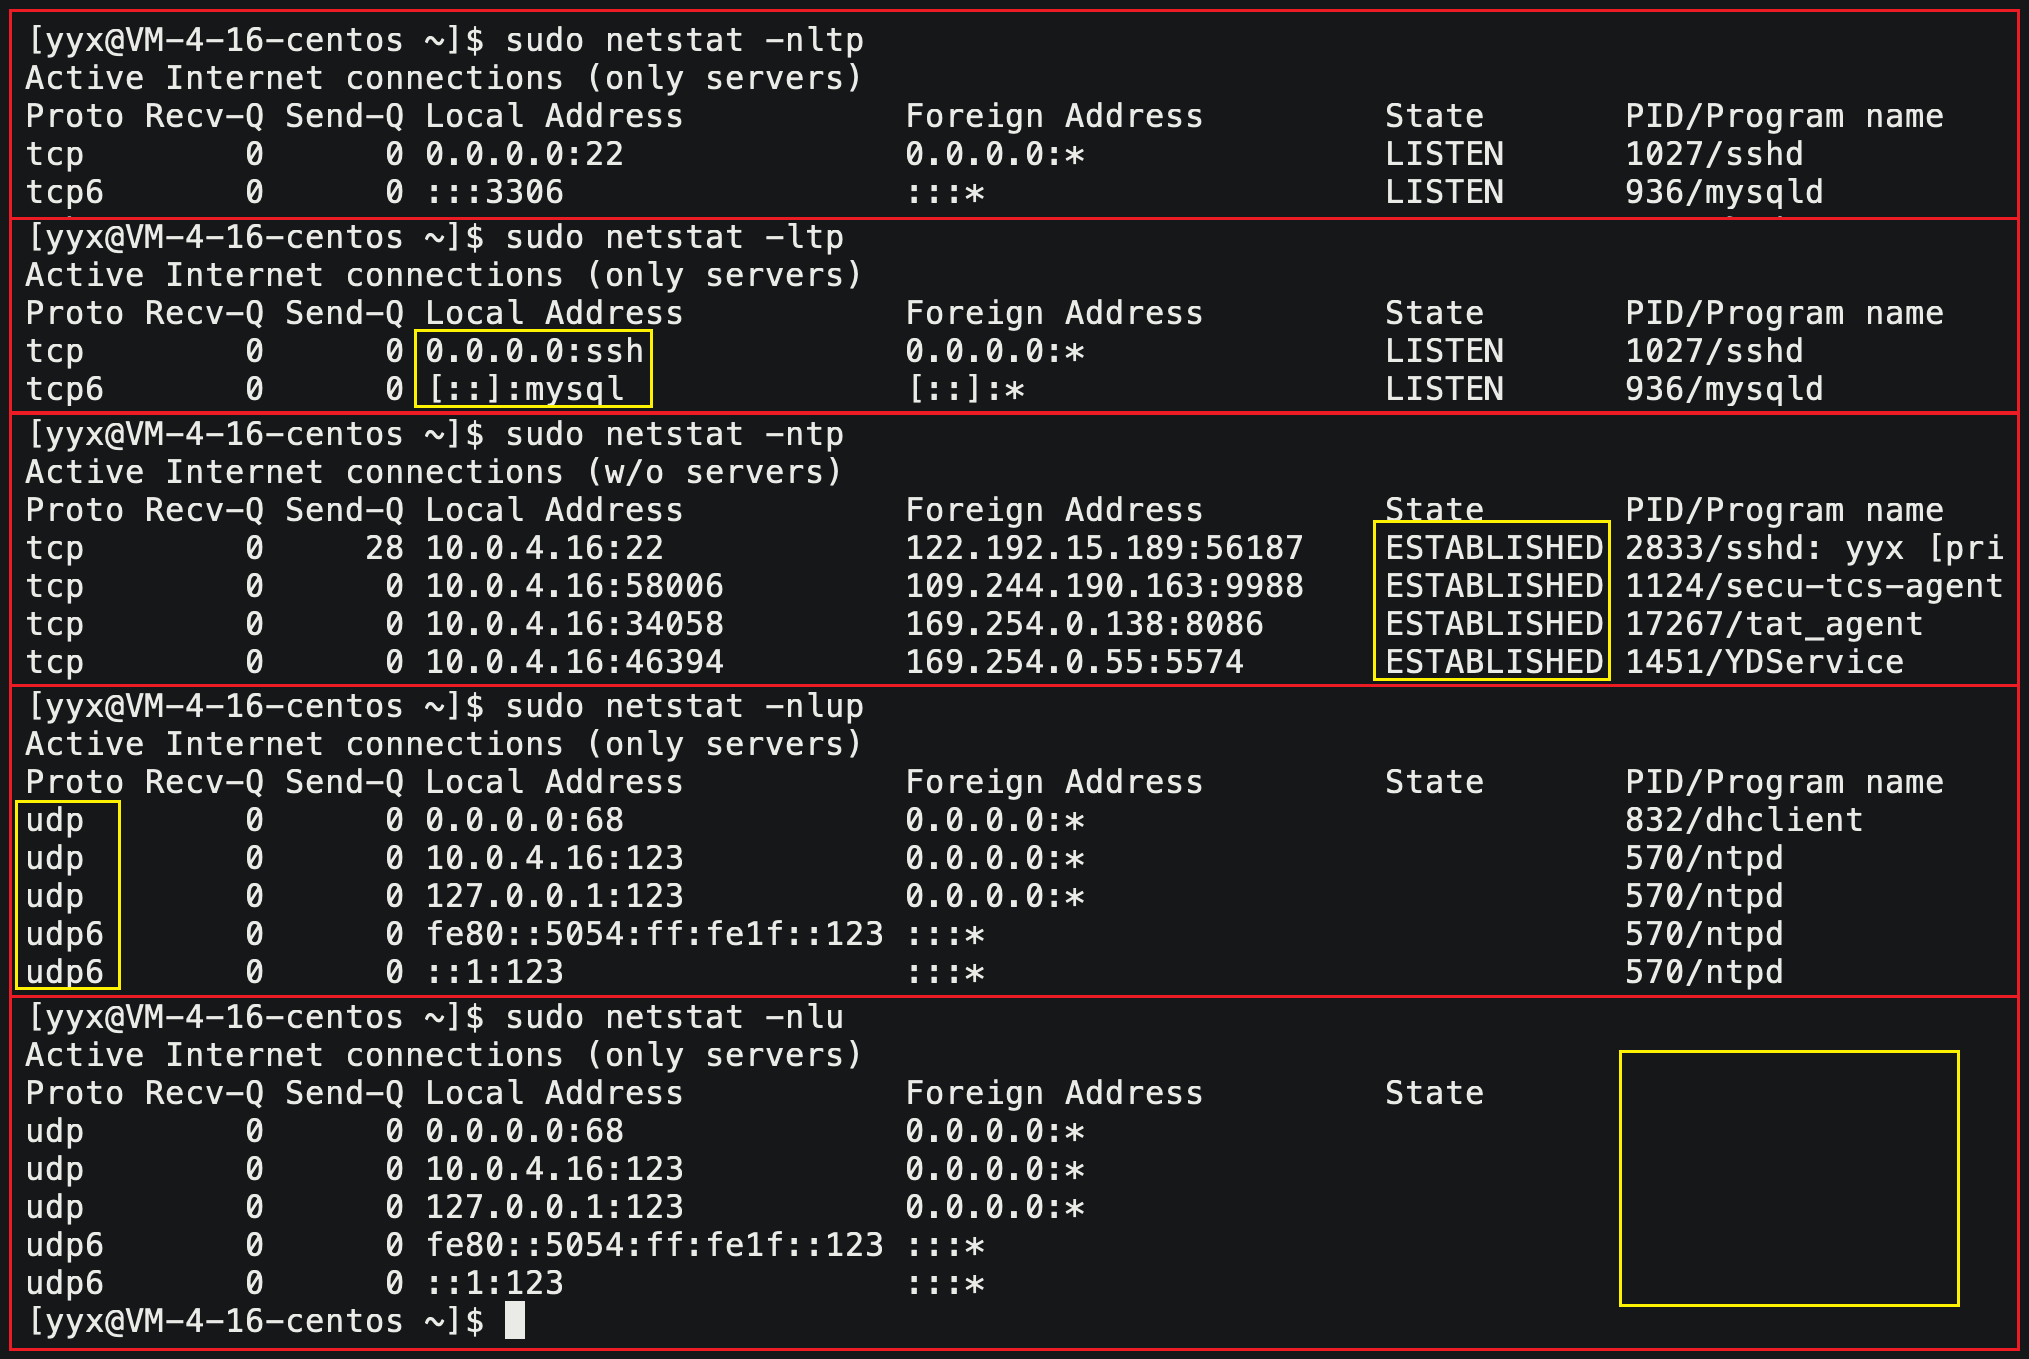 [yyx@VM-4-16-centos ~]$ sudo netstat -nltp
Active Internet connections (only servers)
Proto Recv-Q Send-Q Local Address           Foreign Address         State       PID/Program name
tcp        0      0 0.0.0.0:22              0.0.0.0:*               LISTEN      1027/sshd
tcp6       0      0 :::3306                 :::*                    LISTEN      936/mysqld
[yyx@VM-4-16-centos ~]$ sudo netstat -ltp
Active Internet connections (only servers)
Proto Recv-Q Send-Q Local Address           Foreign Address         State       PID/Program name
tcp        0      0 0.0.0.0:ssh             0.0.0.0:*               LISTEN      1027/sshd
tcp6       0      0 [::]:mysql              [::]:*                  LISTEN      936/mysqld
[yyx@VM-4-16-centos ~]$ sudo netstat -ntp
Active Internet connections (w/o servers)
Proto Recv-Q Send-Q Local Address           Foreign Address         State       PID/Program name
tcp        0     28 10.0.4.16:22            122.192.15.189:56187    ESTABLISHED 2833/sshd: yyx [pri
tcp        0      0 10.0.4.16:58006         109.244.190.163:9988    ESTABLISHED 1124/secu-tcs-agent
tcp        0      0 10.0.4.16:34058         169.254.0.138:8086      ESTABLISHED 17267/tat_agent
tcp        0      0 10.0.4.16:46394         169.254.0.55:5574       ESTABLISHED 1451/YDService
[yyx@VM-4-16-centos ~]$ sudo netstat -nlup
Active Internet connections (only servers)
Proto Recv-Q Send-Q Local Address           Foreign Address         State       PID/Program name
udp        0      0 0.0.0.0:68              0.0.0.0:*                           832/dhclient
udp        0      0 10.0.4.16:123           0.0.0.0:*                           570/ntpd
udp        0      0 127.0.0.1:123           0.0.0.0:*                           570/ntpd
udp6       0      0 fe80::5054:ff:fe1f::123 :::*                                570/ntpd
udp6       0      0 ::1:123                 :::*                                570/ntpd
[yyx@VM-4-16-centos ~]$ sudo netstat -nlu
Active Internet connections (only servers)
Proto Recv-Q Send-Q Local Address           Foreign Address         State
udp        0      0 0.0.0.0:68              0.0.0.0:*
udp        0      0 10.0.4.16:123           0.0.0.0:*
udp        0      0 127.0.0.1:123           0.0.0.0:*
udp6       0      0 fe80::5054:ff:fe1f::123 :::*
udp6       0      0 ::1:123                 :::*
[yyx@VM-4-16-centos ~]$